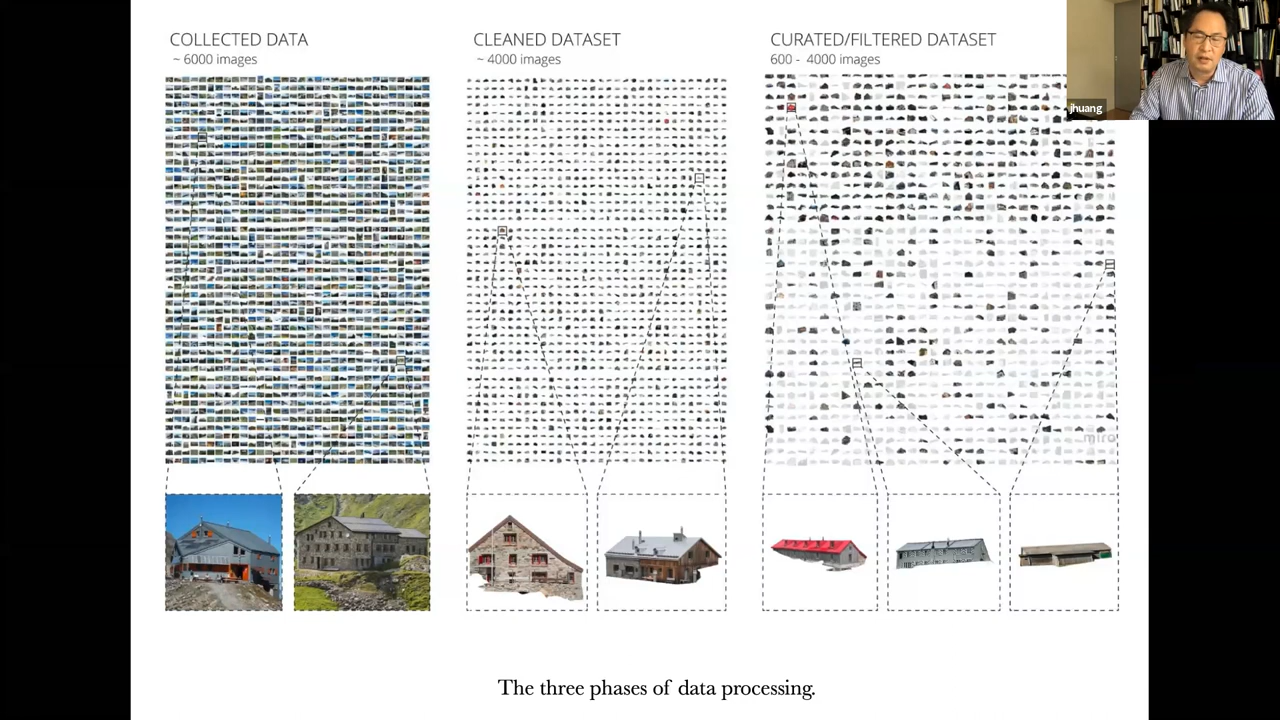 COLLECTED DATA
~ 6000 images
CLEANED DATASET
~ 4000 images
CURATED/FILTERED DATASET
600 - 4000 images
jhuang
miro
The three phases of data processing.